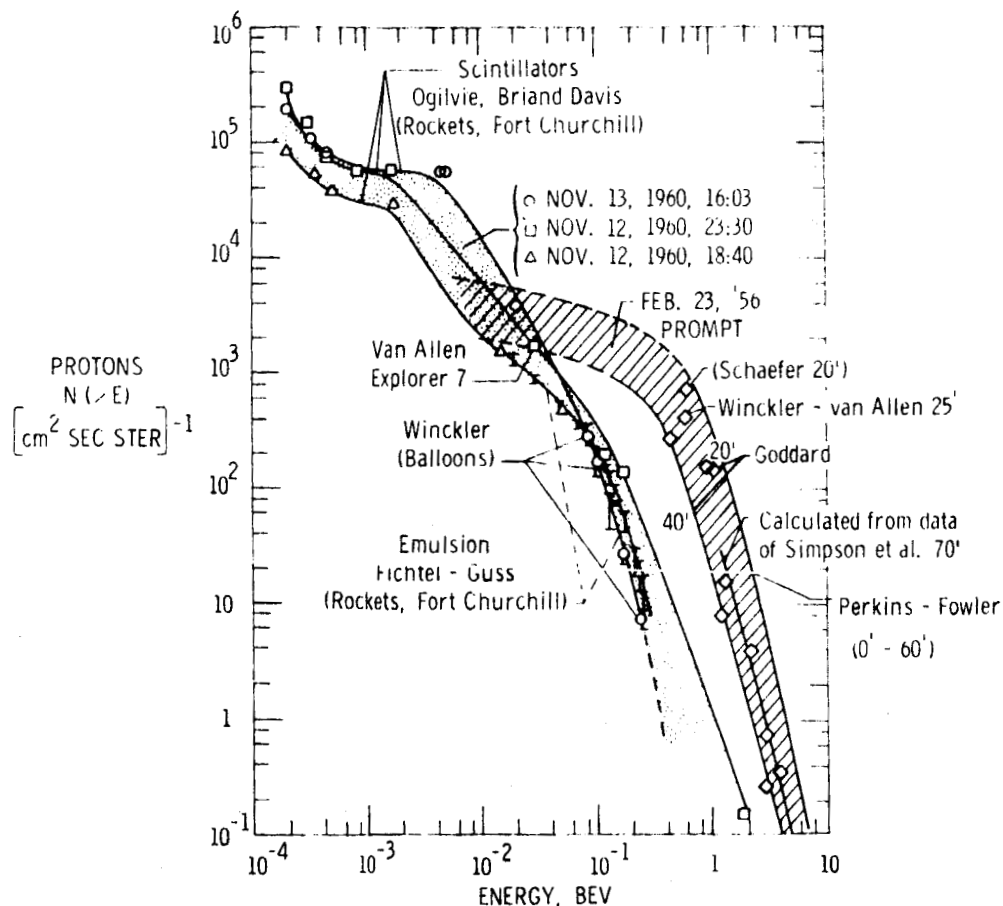 10^6
10^5
10^4
10^3
10^2
10
1
10^-1
PROTONS
N (>E)
[cm^2 SEC STER]^-1
Scintillators
Ogilvie, Briand Davis
(Rockets, Fort Churchill)
○ NOV. 13, 1960, 16:03
□ NOV. 12, 1960, 23:30
△ NOV. 12, 1960, 18:40
FEB. 23, '56
PROMPT
Van Allen
Explorer 7
(Schaefer 20')
Winckler - van Allen 25'
Winckler
(Balloons)
20'
Goddard
40'
Calculated from data
of Simpson et al. 70'
Emulsion
Fichtel - Guss
(Rockets, Fort Churchill)
Perkins - Fowler
(0' - 60')
10^-4 10^-3 10^-2 10^-1 1 10
ENERGY, BEV